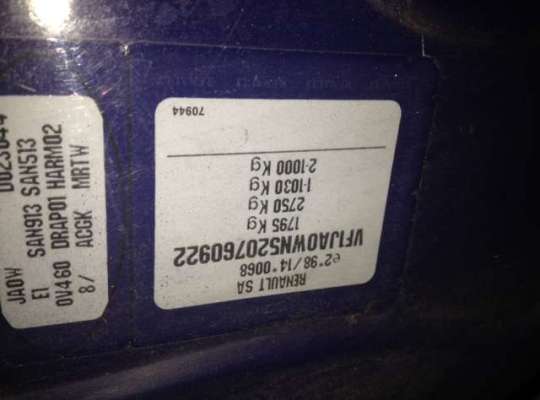 RENAULT SA
e2*98/14*0068
VF1JA0WN520760922
1795 Kg
2750 Kg
1-1030 Kg
2-1000 Kg
70944
JA0W
E1 SAN913 SAN513
0V460 DRAP01 HARM02
8/ ACGK MRTW